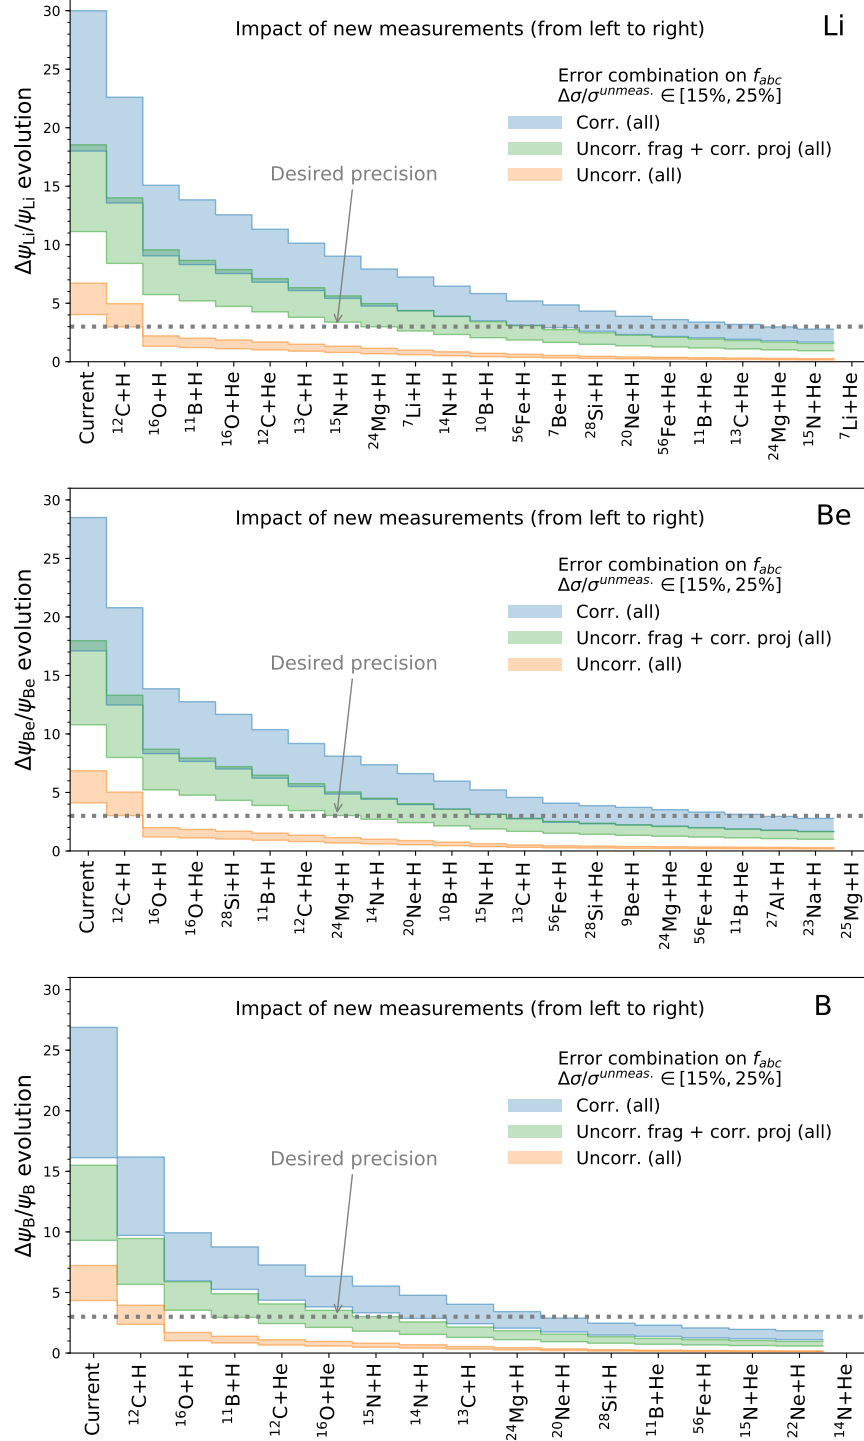 Impact of new measurements (from left to right)
Li
Error combination on f_abc
Δσ/σ^unmeas. ∈ [15%, 25%]
Corr. (all)
Uncorr. frag + corr. proj (all)
Uncorr. (all)
Desired precision
Δψ_Li/ψ_Li evolution
30
25
20
15
10
5
0
Current
¹²C+H
¹⁶O+H
¹¹B+H
¹⁶O+He
¹²C+He
¹³C+H
¹⁵N+H
²⁴Mg+H
⁷Li+H
¹⁴N+H
¹⁰B+H
⁵⁶Fe+H
⁷Be+H
²⁸Si+H
²⁰Ne+H
⁵⁶Fe+He
¹¹B+He
¹³C+He
²⁴Mg+He
¹⁵N+He
⁷Li+He
Impact of new measurements (from left to right)
Be
Error combination on f_abc
Δσ/σ^unmeas. ∈ [15%, 25%]
Corr. (all)
Uncorr. frag + corr. proj (all)
Uncorr. (all)
Desired precision
Δψ_Be/ψ_Be evolution
30
25
20
15
10
5
0
Current
¹²C+H
¹⁶O+H
¹⁶O+He
²⁸Si+H
¹¹B+H
¹²C+He
²⁴Mg+H
¹⁴N+H
²⁰Ne+H
¹⁰B+H
¹⁵N+H
¹³C+H
⁵⁶Fe+H
²⁸Si+He
⁹Be+H
²⁴Mg+He
⁵⁶Fe+He
¹¹B+He
²⁷Al+H
²³Na+H
²⁵Mg+H
Impact of new measurements (from left to right)
B
Error combination on f_abc
Δσ/σ^unmeas. ∈ [15%, 25%]
Corr. (all)
Uncorr. frag + corr. proj (all)
Uncorr. (all)
Desired precision
Δψ_B/ψ_B evolution
30
25
20
15
10
5
0
Current
¹²C+H
¹⁶O+H
¹¹B+H
¹²C+He
¹⁶O+He
¹⁵N+H
¹⁴N+H
¹³C+H
²⁴Mg+H
²⁰Ne+H
²⁸Si+H
¹¹B+He
⁵⁶Fe+H
¹⁵N+He
²²Ne+H
¹⁴N+He